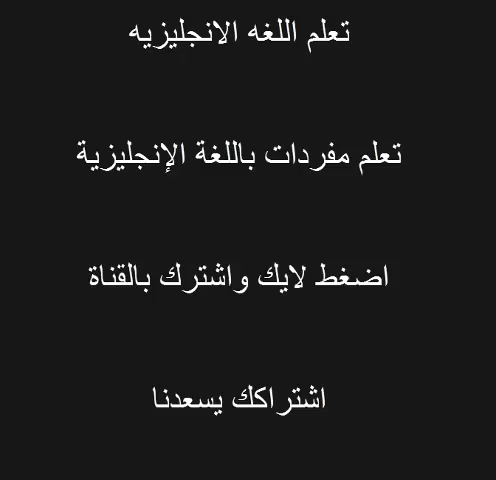 تعلم اللغه الانجليزيه
تعلم مفردات باللغة الإنجليزية
اضغط لايك واشترك بالقناة
اشتراكك يسعدنا